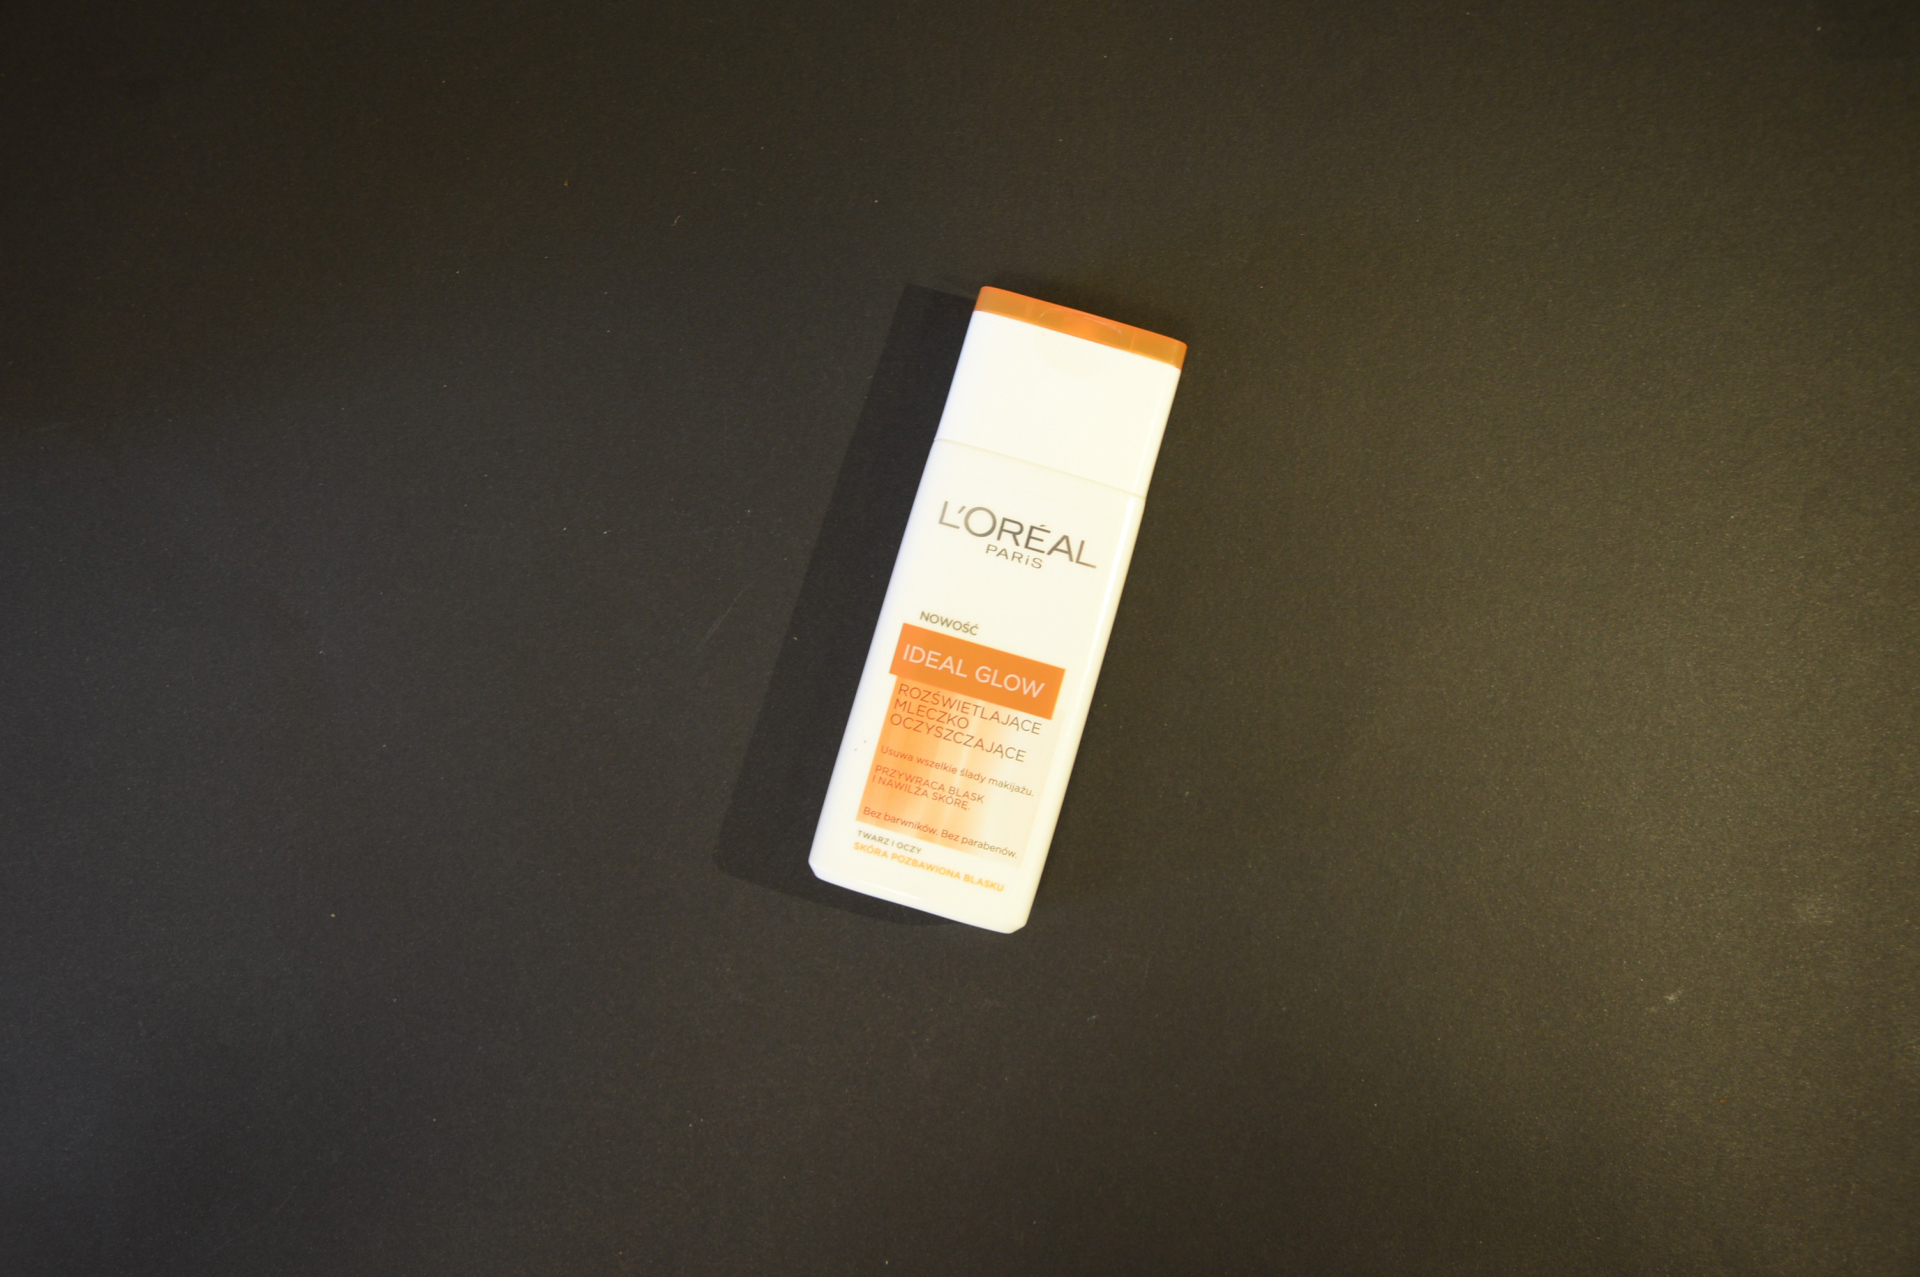 L'ORÉAL
PARiS
NOWOŚĆ
IDEAL GLOW
ROZŚWIETLAJĄCE
MLECZKO
OCZYSZCZAJĄCE
Usuwa wszelkie ślady makijażu.
PRZYWRACA BLASK
I NAWILŻA SKÓRĘ.
Bez barwników. Bez parabenów.
TWARZ I OCZY
SKÓRA POZBAWIONA BLASKU